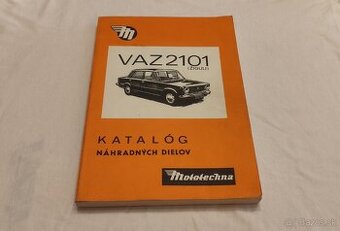 M
VAZ 2101
(ŽIGULI)
KATALÓG
NÁHRADNÝCH DIELOV
Mototechna